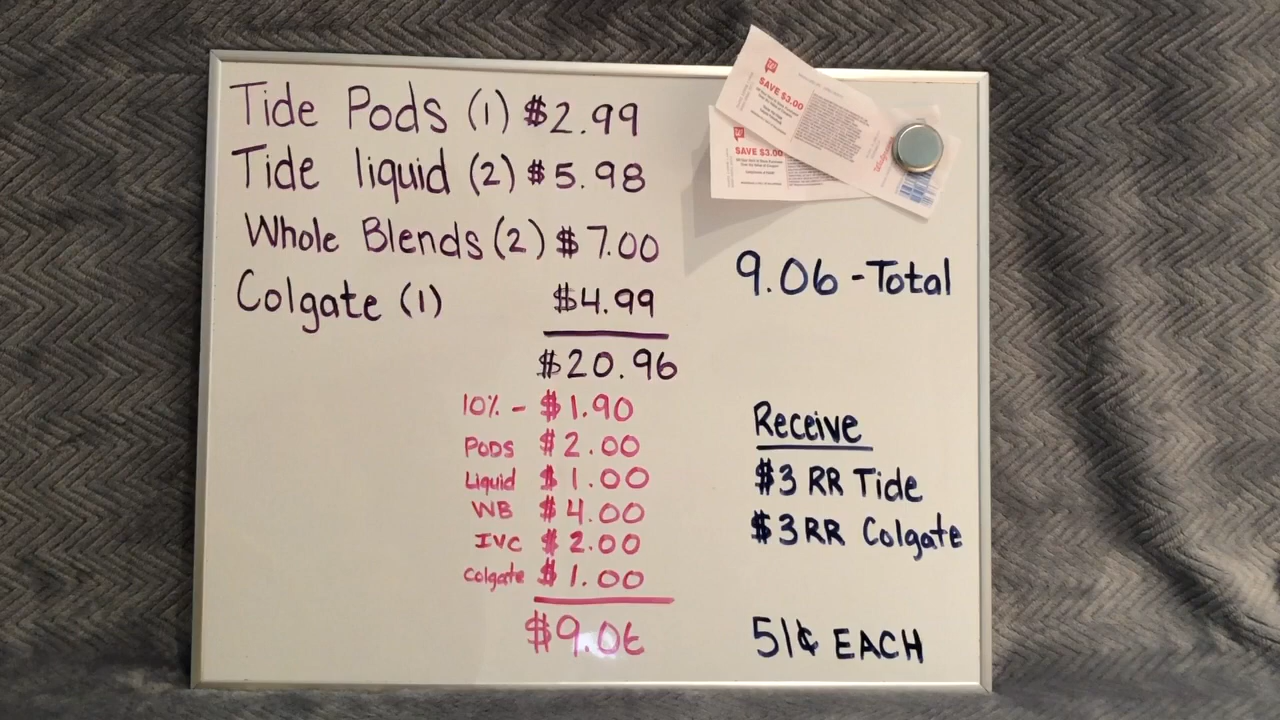 Tide Pods (1) $2.99
Tide liquid (2) $5.98
Whole Blends (2) $7.00
Colgate (1) $4.99
$20.96
10% - $1.90
PODS $2.00
Liquid $1.00
WB $4.00
IVC $2.00
Colgate $1.00
$9.06
SAVE $3.00
SAVE $3.00
9.06 - Total
Receive
$3 RR Tide
$3 RR Colgate
51¢ EACH